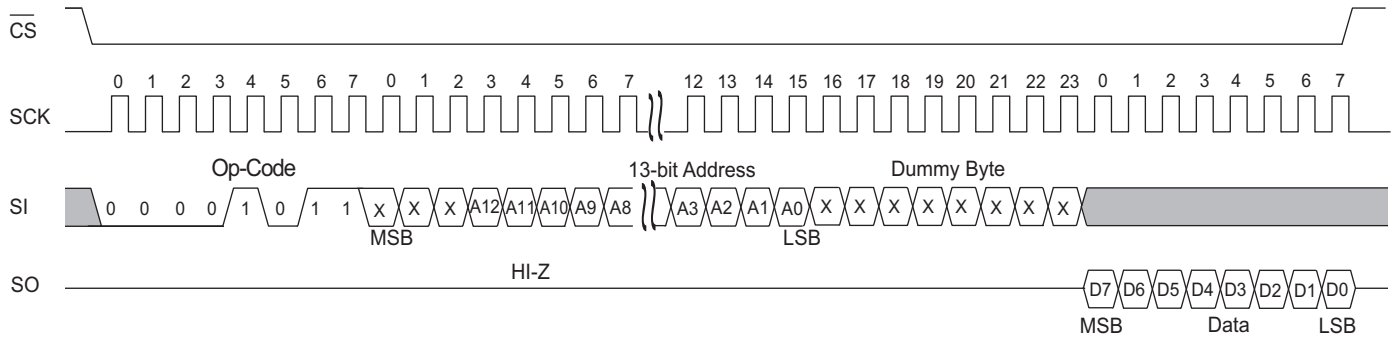 CS
0 1 2 3 4 5 6 7 0 1 2 3 4 5 6 7 12 13 14 15 16 17 18 19 20 21 22 23 0 1 2 3 4 5 6 7
SCK
Op-Code 13-bit Address Dummy Byte
SI 0 0 0 0 1 0 1 1 X X X A12 A11 A10 A9 A8 A3 A2 A1 A0 X X X X X X X X
MSB LSB
HI-Z
SO D7 D6 D5 D4 D3 D2 D1 D0
MSB Data LSB